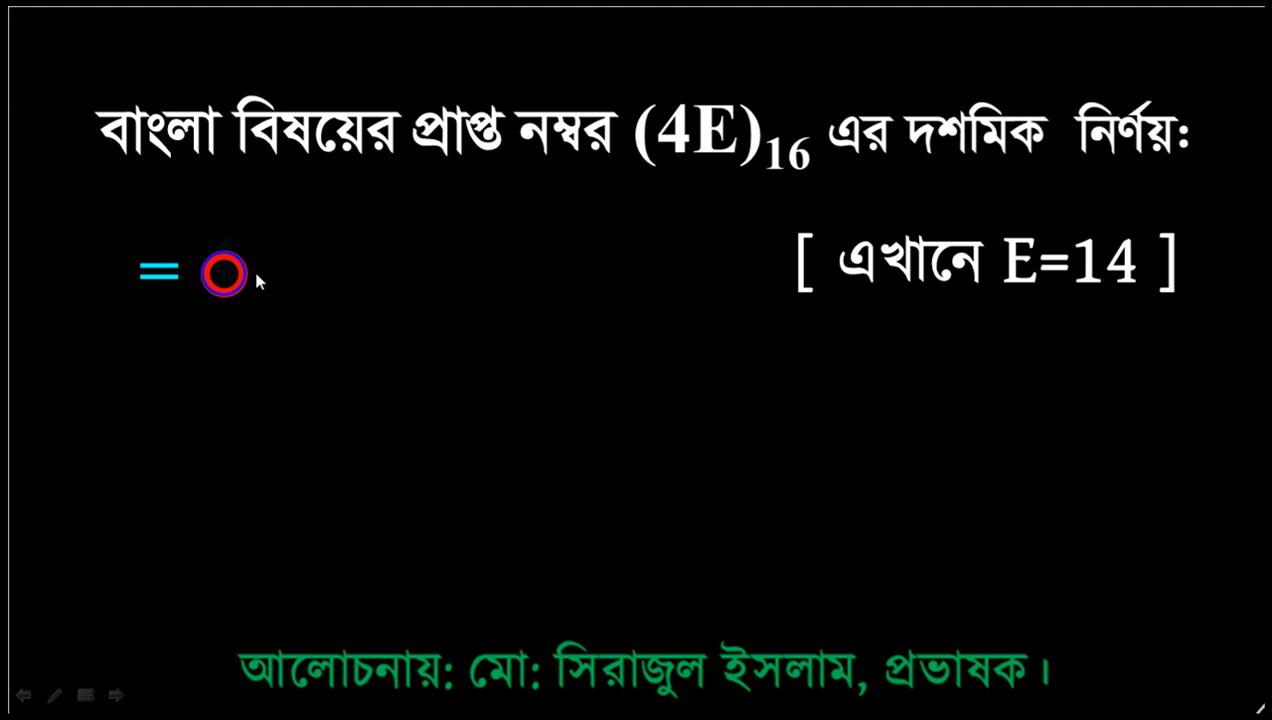 বাংলা বিষয়ের প্রাপ্ত নম্বর (4E)₁₆ এর দশমিক নির্ণয়ঃ
= [ এখানে E=14 ]
আলোচনায়: মো: সিরাজুল ইসলাম, প্রভাষক।